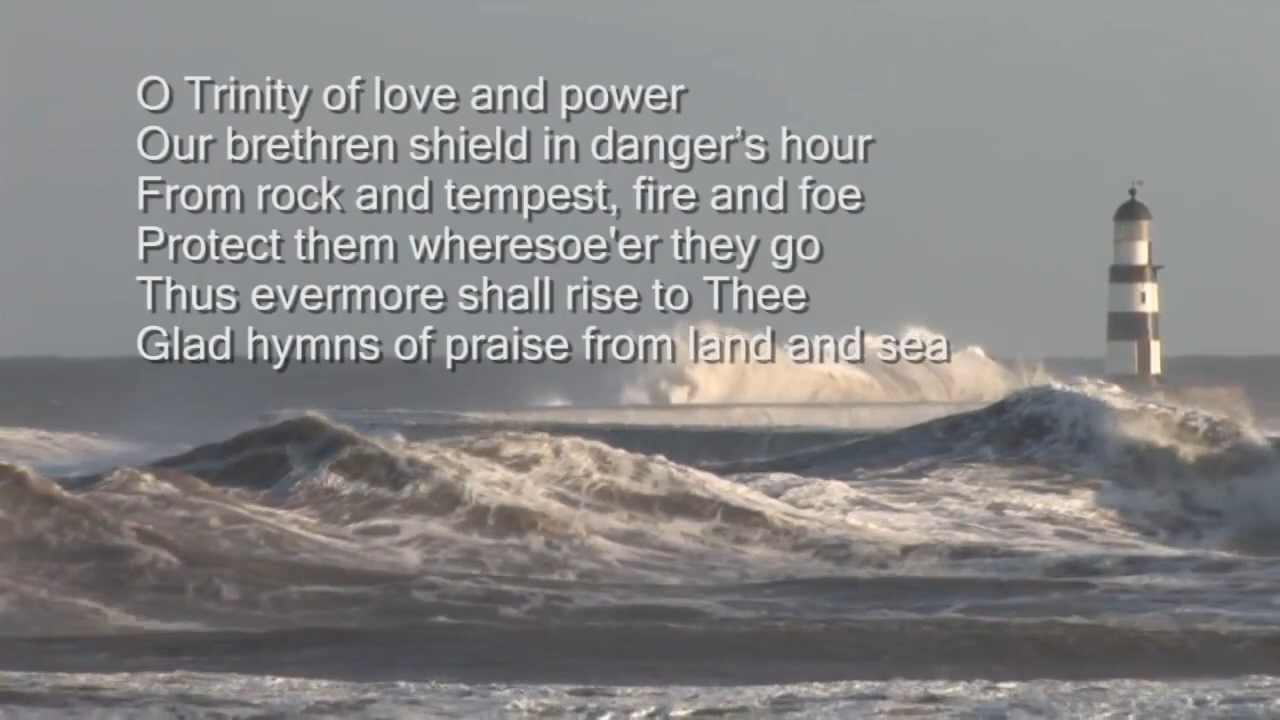 O Trinity of love and power
Our brethren shield in danger’s hour
From rock and tempest, fire and foe
Protect them wheresoe'er they go
Thus evermore shall rise to Thee
Glad hymns of praise from land and sea